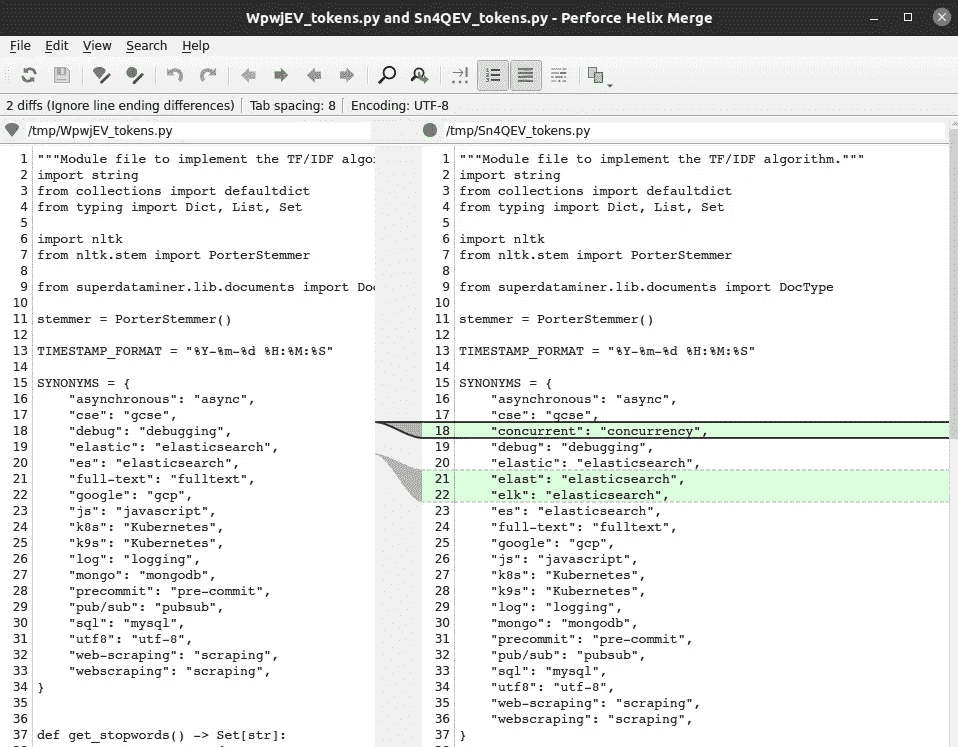 WpwjEV_tokens.py and Sn4QEV_tokens.py - Perforce Helix Merge
File Edit View Search Help
2 diffs (Ignore line ending differences) Tab spacing: 8 Encoding: UTF-8
/tmp/WpwjEV_tokens.py
1 """Module file to implement the TF/IDF algo
2 import string
3 from collections import defaultdict
4 from typing import Dict, List, Set
5
6 import nltk
7 from nltk.stem import PorterStemmer
8
9 from superdataminer.lib.documents import Doc
10
11 stemmer = PorterStemmer()
12
13 TIMESTAMP_FORMAT = "%Y-%m-%d %H:%M:%S"
14
15 SYNONYMS = {
16 "asynchronous": "async",
17 "cse": "gcse",
18 "debug": "debugging",
19 "elastic": "elasticsearch",
20 "es": "elasticsearch",
21 "full-text": "fulltext",
22 "google": "gcp",
23 "js": "javascript",
24 "k8s": "Kubernetes",
25 "k9s": "Kubernetes",
26 "log": "logging",
27 "mongo": "mongodb",
28 "precommit": "pre-commit",
29 "pub/sub": "pubsub",
30 "sql": "mysql",
31 "utf8": "utf-8",
32 "web-scraping": "scraping",
33 "webscraping": "scraping",
34 }
35
36
37 def get_stopwords() -> Set[str]:
/tmp/Sn4QEV_tokens.py
1 """Module file to implement the TF/IDF algorithm."""
2 import string
3 from collections import defaultdict
4 from typing import Dict, List, Set
5
6 import nltk
7 from nltk.stem import PorterStemmer
8
9 from superdataminer.lib.documents import DocType
10
11 stemmer = PorterStemmer()
12
13 TIMESTAMP_FORMAT = "%Y-%m-%d %H:%M:%S"
14
15 SYNONYMS = {
16 "asynchronous": "async",
17 "cse": "gcse",
18 "concurrent": "concurrency",
19 "debug": "debugging",
20 "elastic": "elasticsearch",
21 "elast": "elasticsearch",
22 "elk": "elasticsearch",
23 "es": "elasticsearch",
24 "full-text": "fulltext",
25 "google": "gcp",
26 "js": "javascript",
27 "k8s": "Kubernetes",
28 "k9s": "Kubernetes",
29 "log": "logging",
30 "mongo": "mongodb",
31 "precommit": "pre-commit",
32 "pub/sub": "pubsub",
33 "sql": "mysql",
34 "utf8": "utf-8",
35 "web-scraping": "scraping",
36 "webscraping": "scraping",
37 }